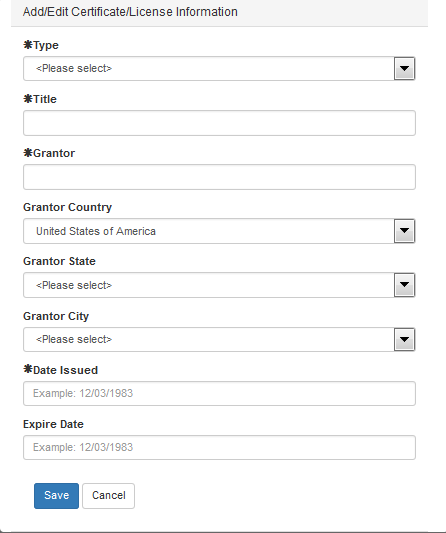 Add/Edit Certificate/License Information
✱Type
<Please select>
✱Title
✱Grantor
Grantor Country
United States of America
Grantor State
<Please select>
Grantor City
<Please select>
✱Date Issued
Example: 12/03/1983
Expire Date
Example: 12/03/1983
Save Cancel